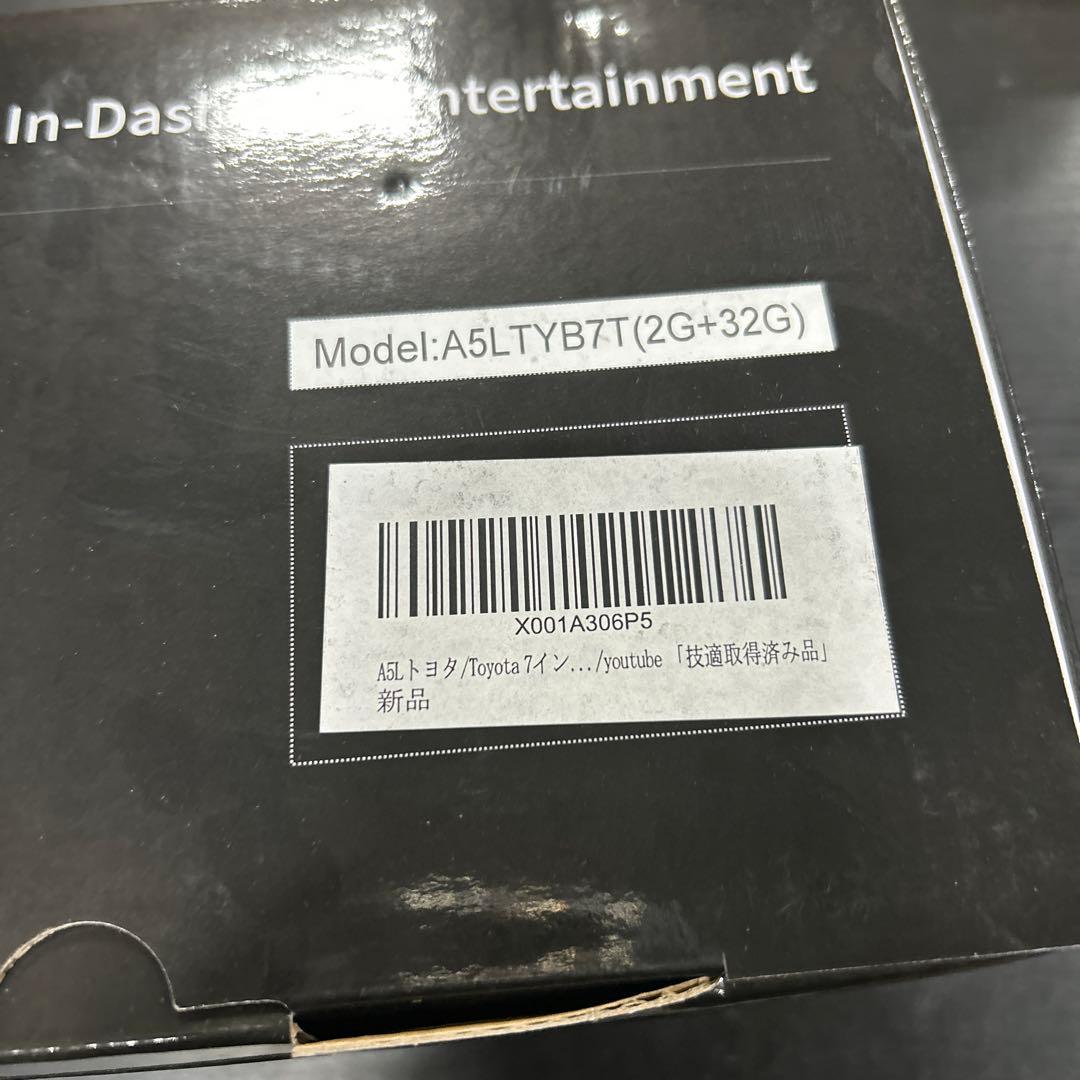 In-Dash Entertainment
Model:A5LTYB7T(2G+32G)
X001A306P5
A5Lトヨタ/Toyota 7イン.../youtube 「技適取得済み品」
新品